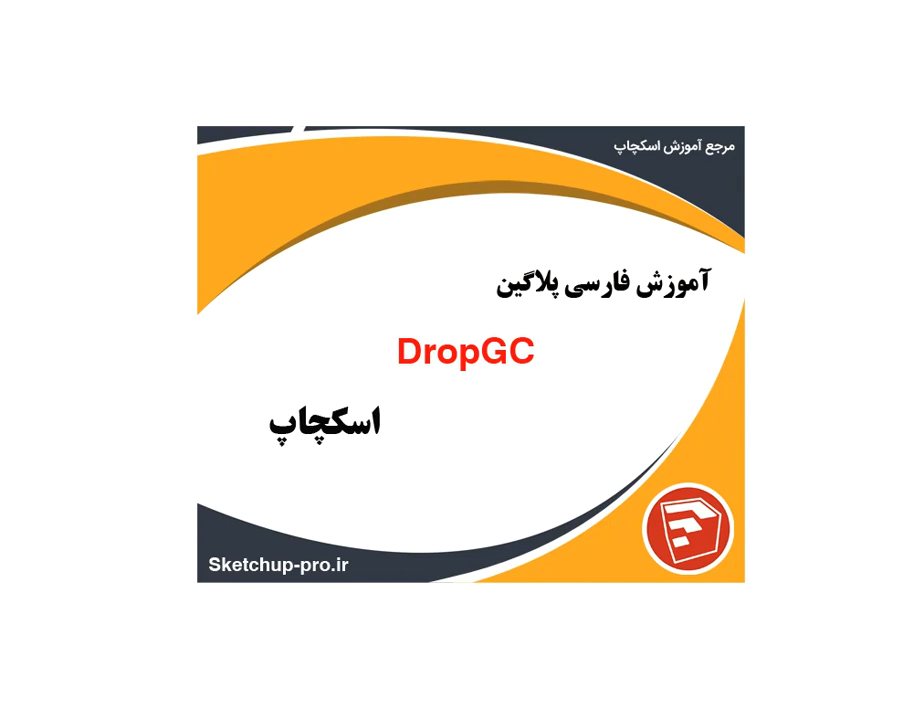 مرجع آموزش اسکچاپ
آموزش فارسی پلاگین
DropGC
اسکچاپ
Sketchup-pro.ir